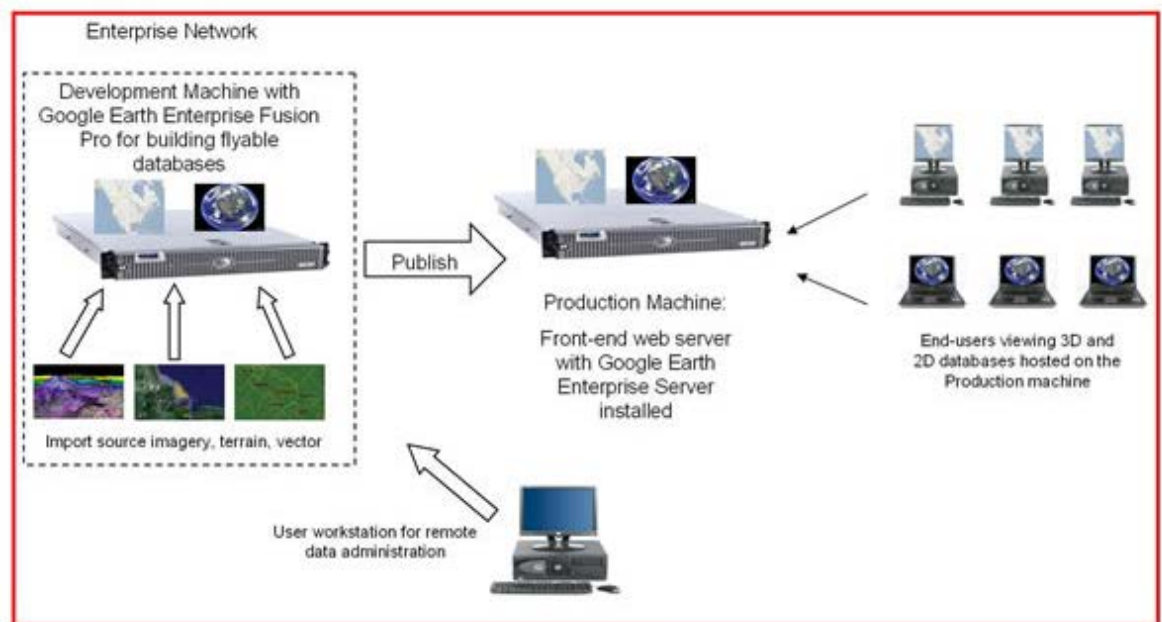 Enterprise Network
Development Machine with
Google Earth Enterprise Fusion
Pro for building flyable
databases
Import source imagery, terrain, vector
Publish
Production Machine:
Front-end web server
with Google Earth
Enterprise Server
installed
End-users viewing 3D and
2D databases hosted on the
Production machine
User workstation for remote
data administration